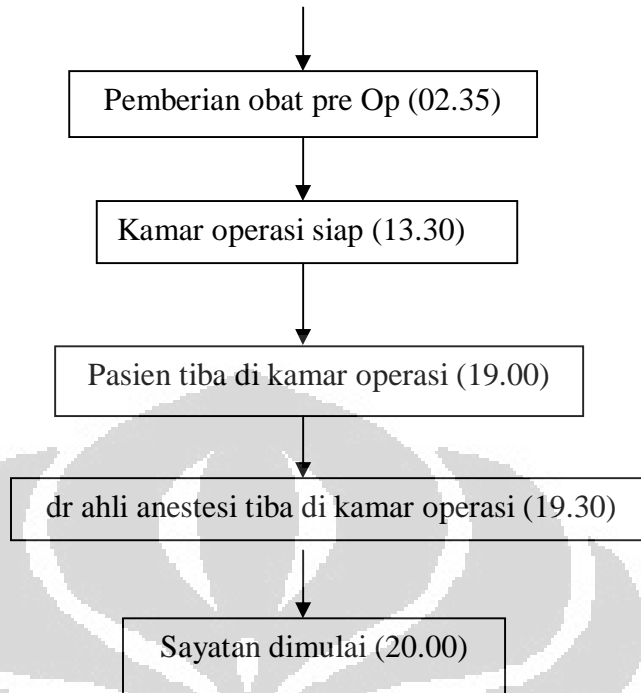 Pemberian obat pre Op (02.35)
Kamar operasi siap (13.30)
Pasien tiba di kamar operasi (19.00)
dr ahli anestesi tiba di kamar operasi (19.30)
Sayatan dimulai (20.00)